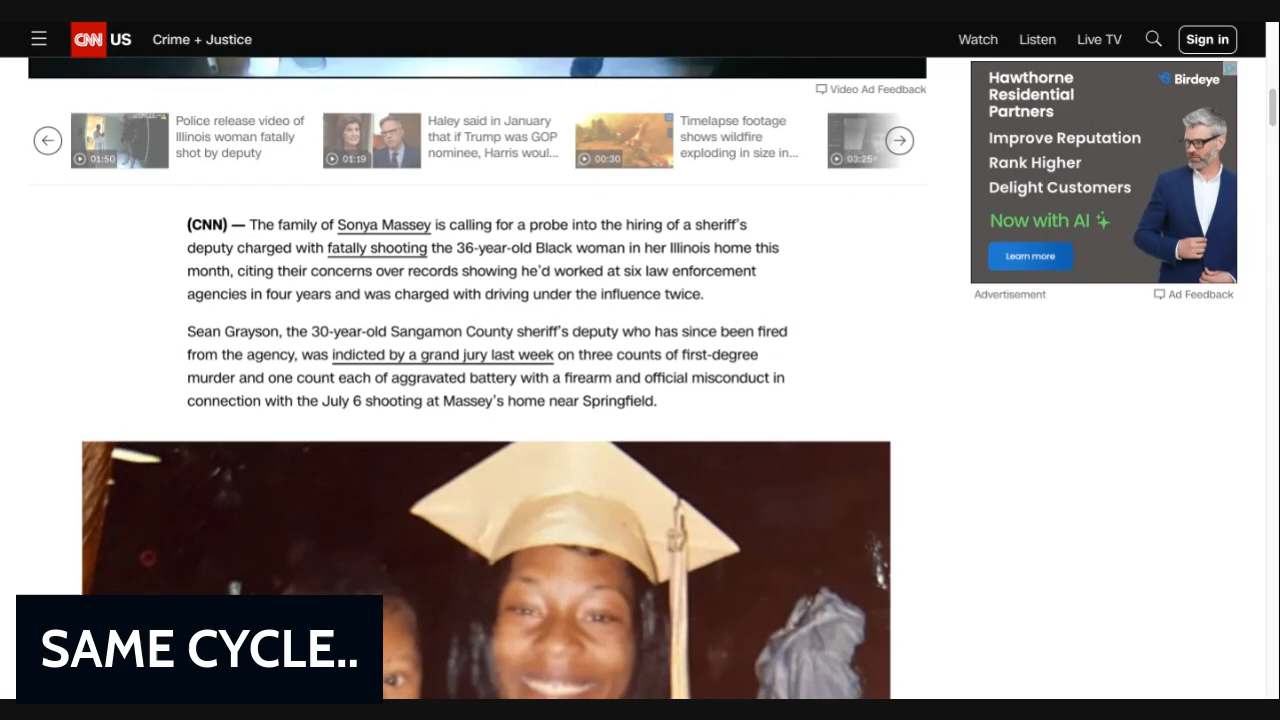 CNN US Crime + Justice Watch Listen Live TV Sign in
Hawthorne
Residential
Partners
Birdeye
Improve Reputation
Rank Higher
Delight Customers
Now with AI
Learn more
Advertisement
Ad Feedback
Video Ad Feedback
01:50
Police release video of
Illinois woman fatally
shot by deputy
01:19
Haley said in January
that if Trump was GOP
nominee, Harris woul...
00:30
Timelapse footage
shows wildfire
exploding in size in...
03:25
(CNN) — The family of Sonya Massey is calling for a probe into the hiring of a sheriff's
deputy charged with fatally shooting the 36-year-old Black woman in her Illinois home this
month, citing their concerns over records showing he'd worked at six law enforcement
agencies in four years and was charged with driving under the influence twice.
Sean Grayson, the 30-year-old Sangamon County sheriff's deputy who has since been fired
from the agency, was indicted by a grand jury last week on three counts of first-degree
murder and one count each of aggravated battery with a firearm and official misconduct in
connection with the July 6 shooting at Massey's home near Springfield.
SAME CYCLE..